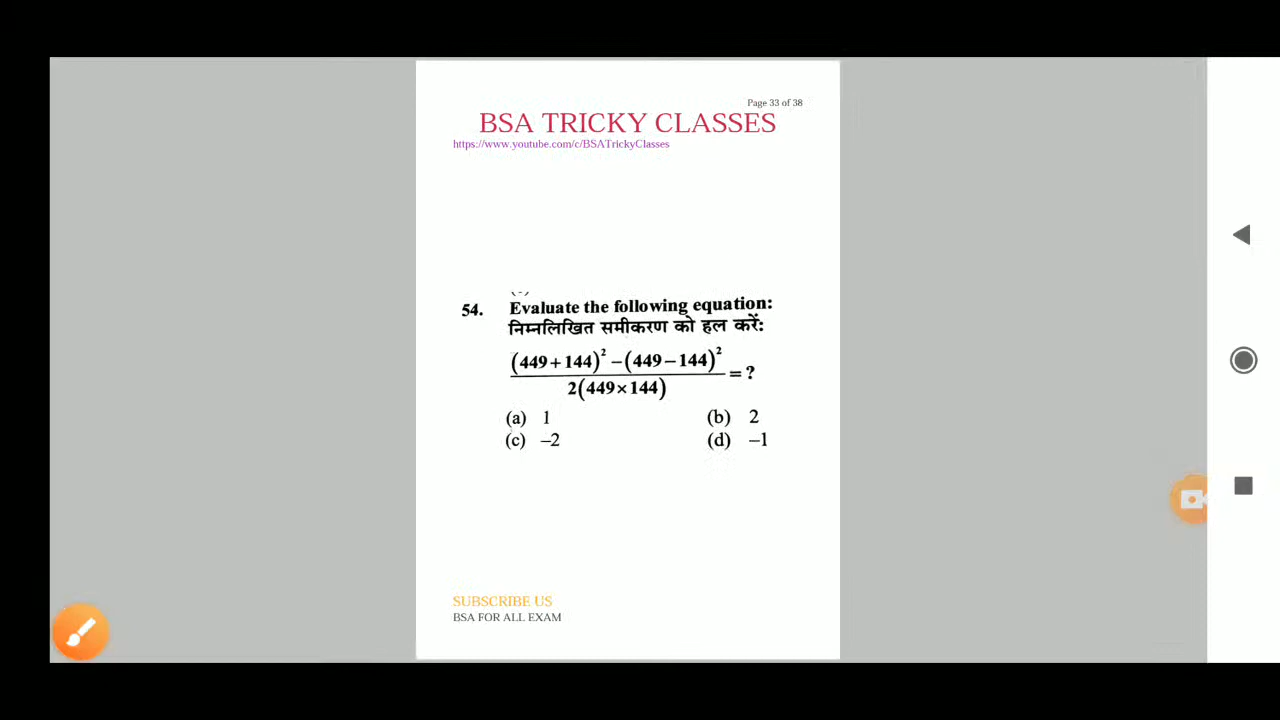 Page 33 of 38
BSA TRICKY CLASSES
https://www.youtube.com/c/BSATrickyClasses
54. Evaluate the following equation:
निम्नलिखित समीकरण को हल करें:
(449+144)² −(449−144)²
2(449×144)
= ?
(a) 1 (b) 2
(c) −2 (d) −1
SUBSCRIBE US
BSA FOR ALL EXAM